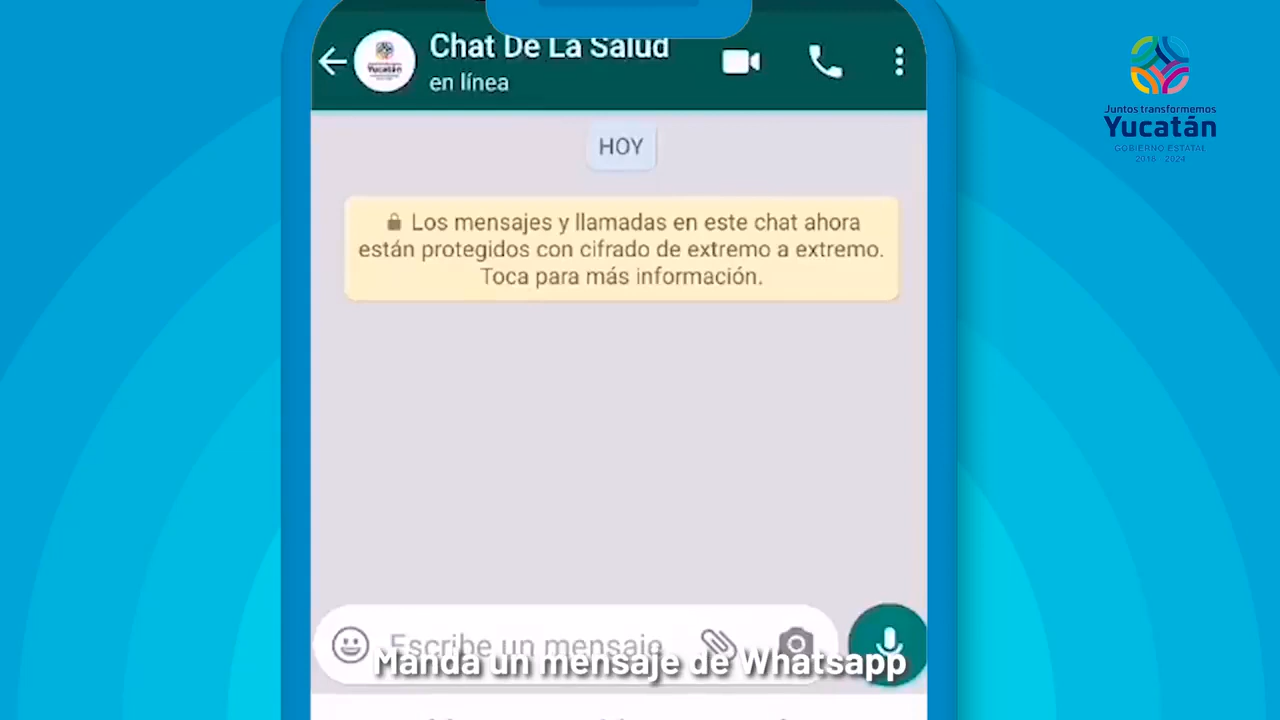 Chat De La Salud
en línea
Juntos transformemos
Yucatán
GOBIERNO ESTATAL
2018 - 2024
Yucatán
HOY
Los mensajes y llamadas en este chat ahora
están protegidos con cifrado de extremo a extremo.
Toca para más información.
Escribe un mensaje
Manda un mensaje de Whatsapp